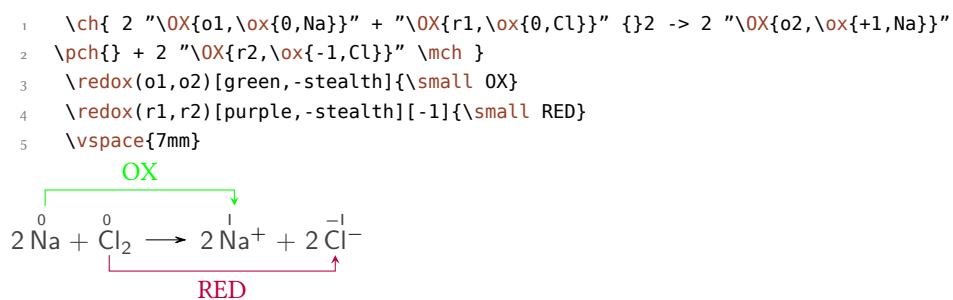 1 \ch{ 2 ”\OX{o1,\ox{0,Na}}” + ”\OX{r1,\ox{0,Cl}}” {}2 -> 2 ”\OX{o2,\ox{+1,Na}}”
2 \pch{} + 2 ”\OX{r2,\ox{-1,Cl}}” \mch }
3 \redox(o1,o2)[green,-stealth]{\small OX}
4 \redox(r1,r2)[purple,-stealth][-1]{\small RED}
5 \vspace{7mm}
OX
0 0 I −I
2 Na + Cl₂ ⟶ 2 Na⁺ + 2 Cl⁻
RED